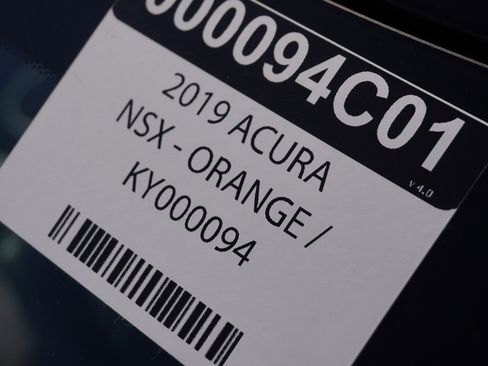 000094C01
v 4.0
2019 ACURA
NSX - ORANGE /
KY000094